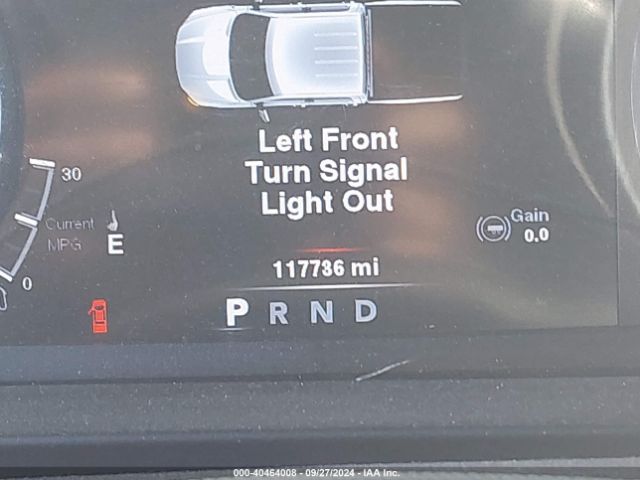 Left Front
Turn Signal
Light Out
30
Current
MPG
E
0
Gain
0.0
117736 mi
P R N D
000-40464008 - 09/27/2024 - IAA Inc.